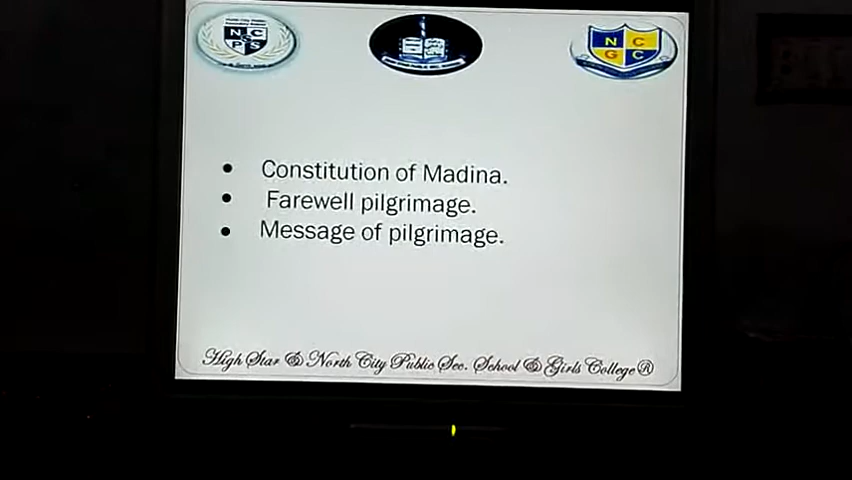 N C
P S
N C
G C
• Constitution of Madina.
• Farewell pilgrimage.
• Message of pilgrimage.
High Star & North City Public Sec. School & Girls College®